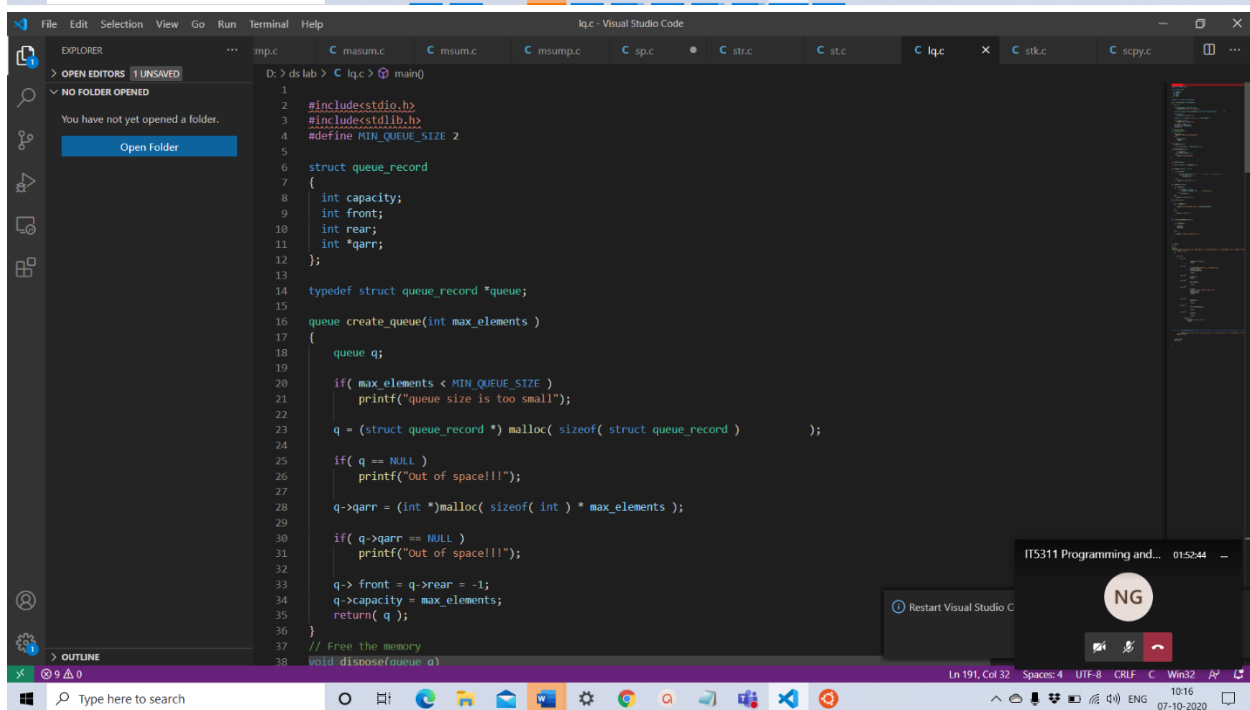 File Edit Selection View Go Run Terminal Help
lq.c - Visual Studio Code
EXPLORER
mp.c C masum.c C msum.c C msump.c C sp.c C str.c C st.c C lq.c C stk.c C scpy.c
OPEN EDITORS 1 UNSAVED
D: > ds lab > C lq.c > main()
NO FOLDER OPENED
You have not yet opened a folder.
Open Folder
1
2 #include<stdio.h>
3 #include<stdlib.h>
4 #define MIN_QUEUE_SIZE 2
5
6 struct queue_record
7 {
8 int capacity;
9 int front;
10 int rear;
11 int *qarr;
12 };
13
14 typedef struct queue_record *queue;
15
16 queue create_queue(int max_elements )
17 {
18 queue q;
19
20 if( max_elements < MIN_QUEUE_SIZE )
21 printf("queue size is too small");
22
23 q = (struct queue_record *) malloc( sizeof( struct queue_record ) );
24
25 if( q == NULL )
26 printf("Out of space!!!");
27
28 q->qarr = (int *)malloc( sizeof( int ) * max_elements );
29
30 if( q->qarr == NULL )
31 printf("Out of space!!!");
32
33 q-> front = q->rear = -1;
34 q->capacity = max_elements;
35 return( q );
36 }
37 // Free the memory
38 void dispose(queue q)
OUTLINE
IT5311 Programming and... 01:52:44
NG
Restart Visual Studio C
9 0
Ln 191, Col 32 Spaces: 4 UTF-8 CRLF C Win32
Type here to search
ENG
10:16
07-10-2020